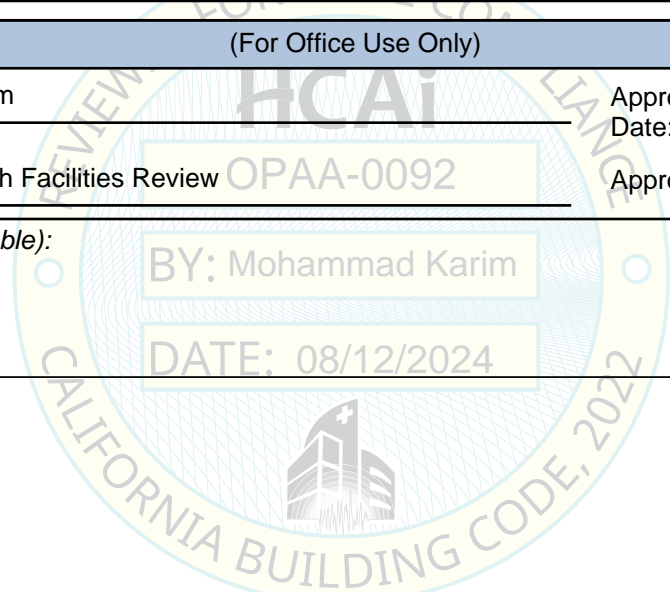 (For Office Use Only)
HCAi
m
Appro
Date:
OPAA-0092
h Facilities Review
Appro
ble):
BY: Mohammad Karim
DATE: 08/12/2024
CALIFORNIA BUILDING CODE, 2022